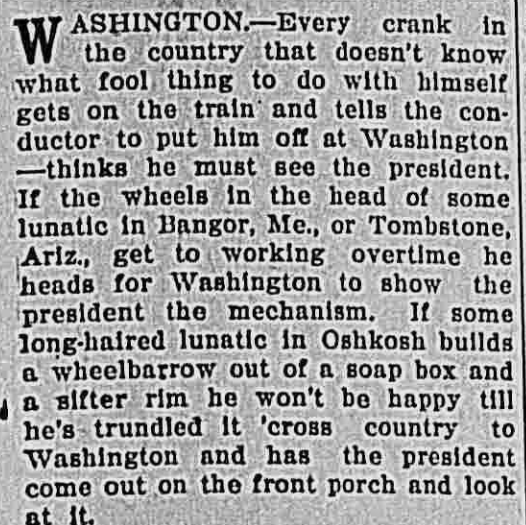 WASHINGTON.—Every crank in
the country that doesn't know
what fool thing to do with himself
gets on the train and tells the con-
ductor to put him off at Washington
—thinks he must see the president.
If the wheels in the head of some
lunatic in Bangor, Me., or Tombstone,
Ariz., get to working overtime he
heads for Washington to show the
president the mechanism. If some
long-haired lunatic in Oshkosh builds
a wheelbarrow out of a soap box and
a sifter rim he won't be happy till
he's trundled it 'cross country to
Washington and has the president
come out on the front porch and look
at it.